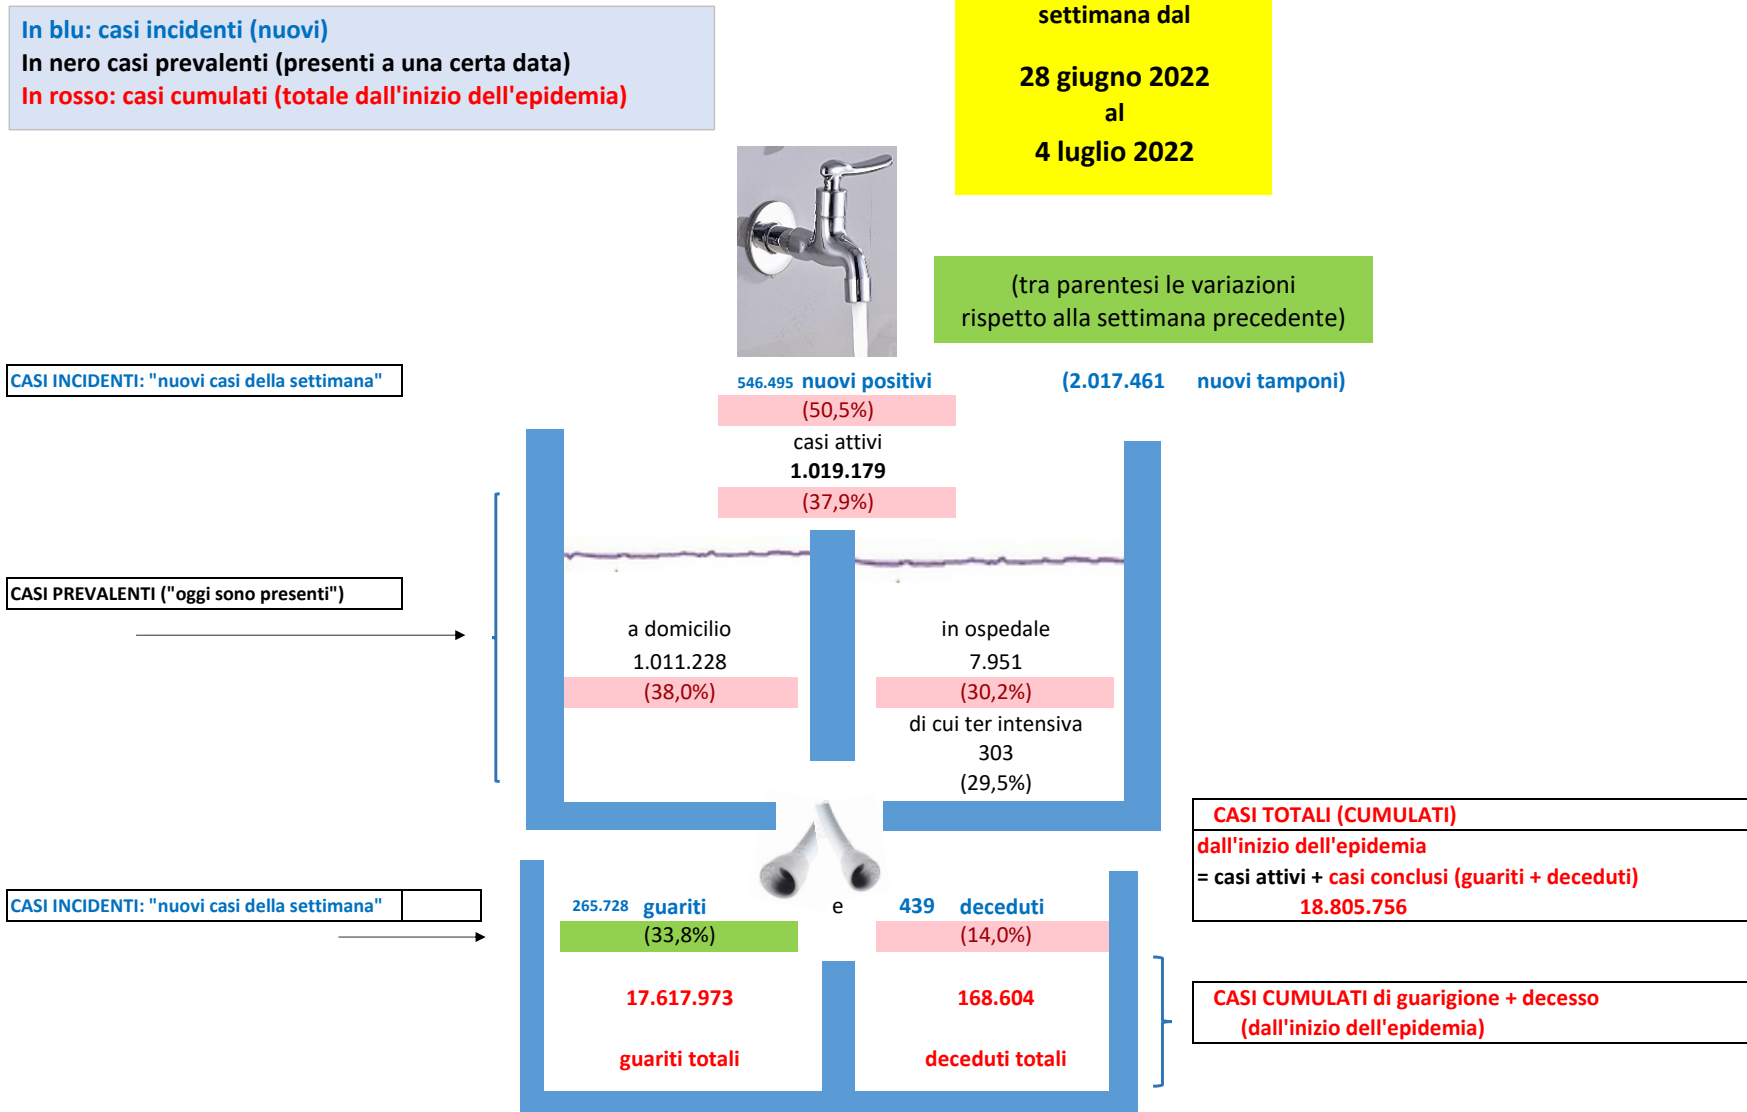 In blu: casi incidenti (nuovi)
In nero casi prevalenti (presenti a una certa data)
In rosso: casi cumulati (totale dall'inizio dell'epidemia)
settimana dal
28 giugno 2022
al
4 luglio 2022
(tra parentesi le variazioni
rispetto alla settimana precedente)
CASI INCIDENTI: "nuovi casi della settimana"
546.495 nuovi positivi
(2.017.461 nuovi tamponi)
(50,5%)
casi attivi
1.019.179
(37,9%)
CASI PREVALENTI ("oggi sono presenti")
a domicilio
1.011.228
(38,0%)
in ospedale
7.951
(30,2%)
di cui ter intensiva
303
(29,5%)
CASI TOTALI (CUMULATI)
dall'inizio dell'epidemia
= casi attivi + casi conclusi (guariti + deceduti)
18.805.756
CASI INCIDENTI: "nuovi casi della settimana"
265.728 guariti
e
439 deceduti
(33,8%)
(14,0%)
17.617.973
168.604
guariti totali
deceduti totali
CASI CUMULATI di guarigione + decesso
(dall'inizio dell'epidemia)